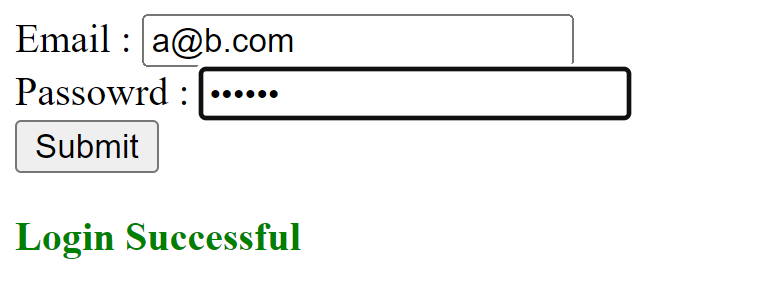 Email : a@b.com
Passowrd : ••••••
Submit
Login Successful